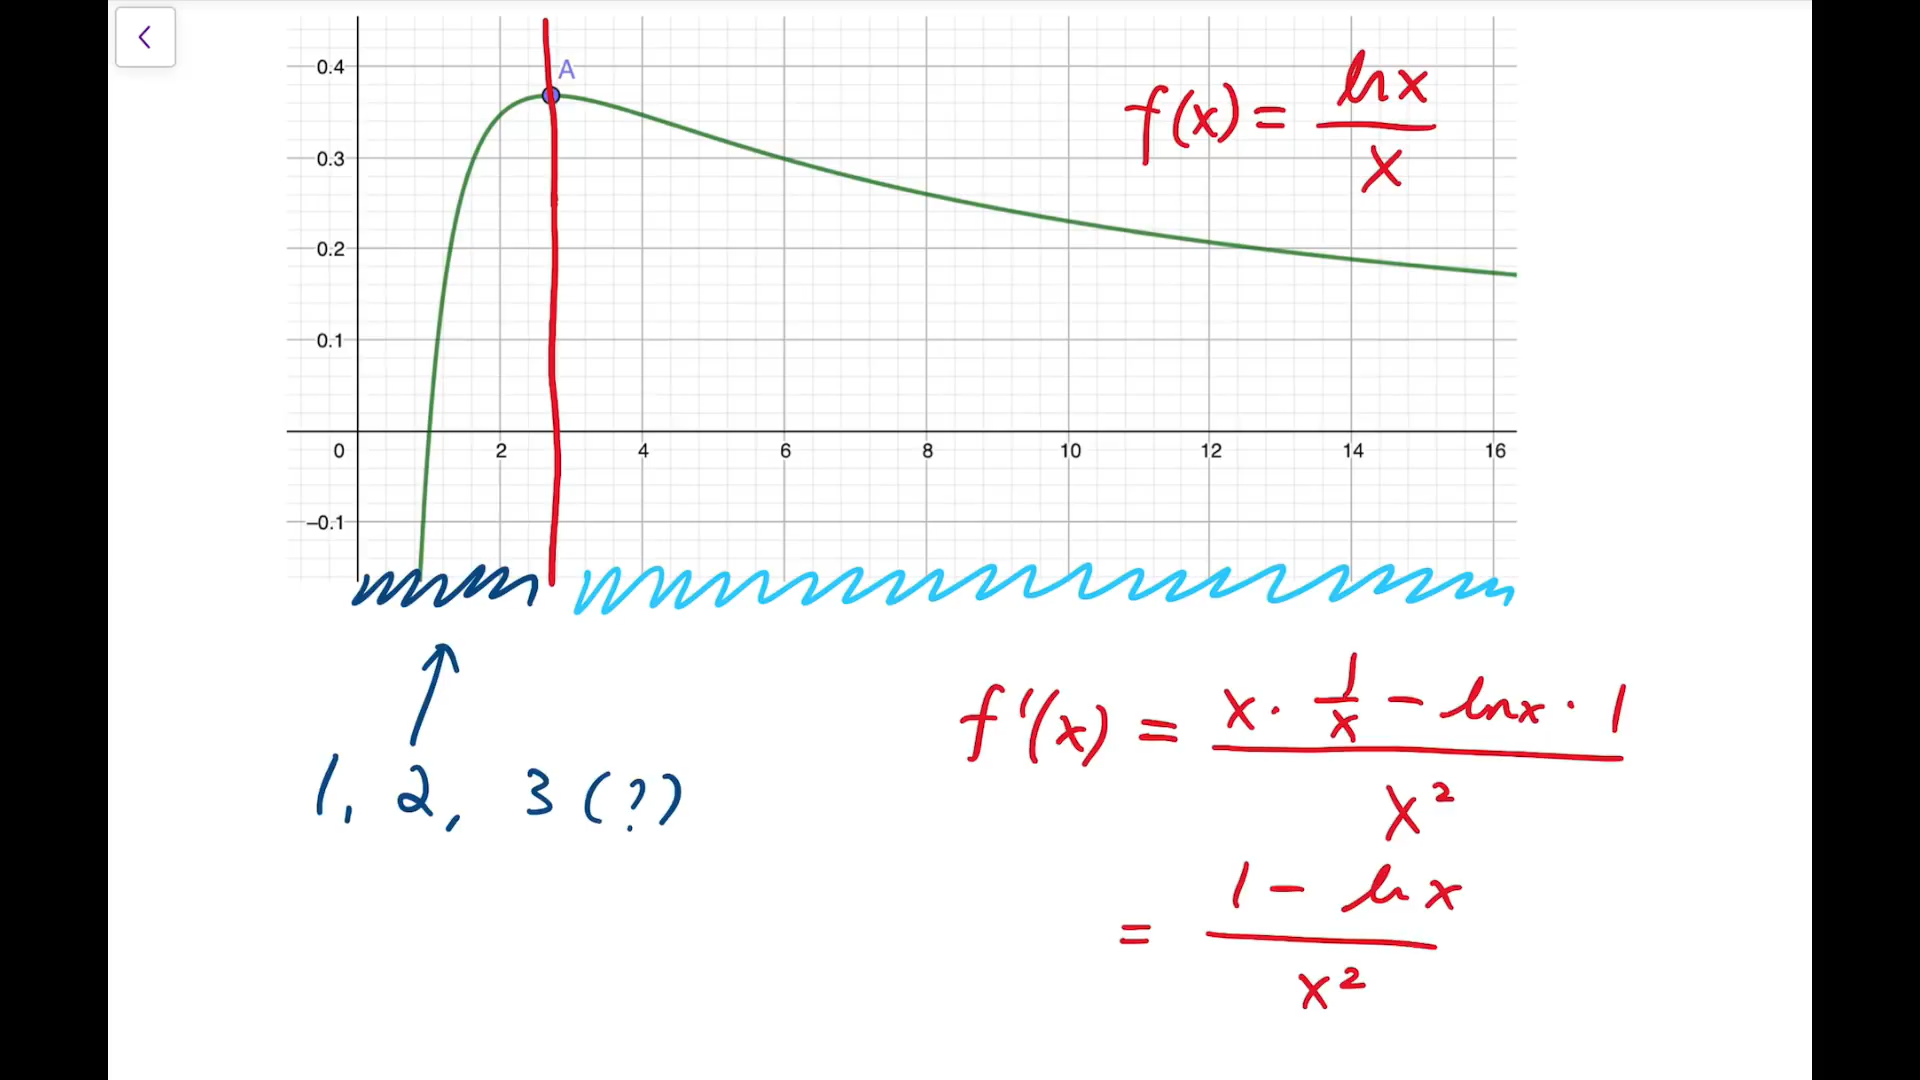 0.4
A
f(x) = ln x / x
0.3
0.2
0.1
0 2 4 6 8 10 12 14 16
–0.1
f'(x) = x · 1/x – ln x · 1 / x²
1, 2, 3 (?)
= 1 – ln x / x²